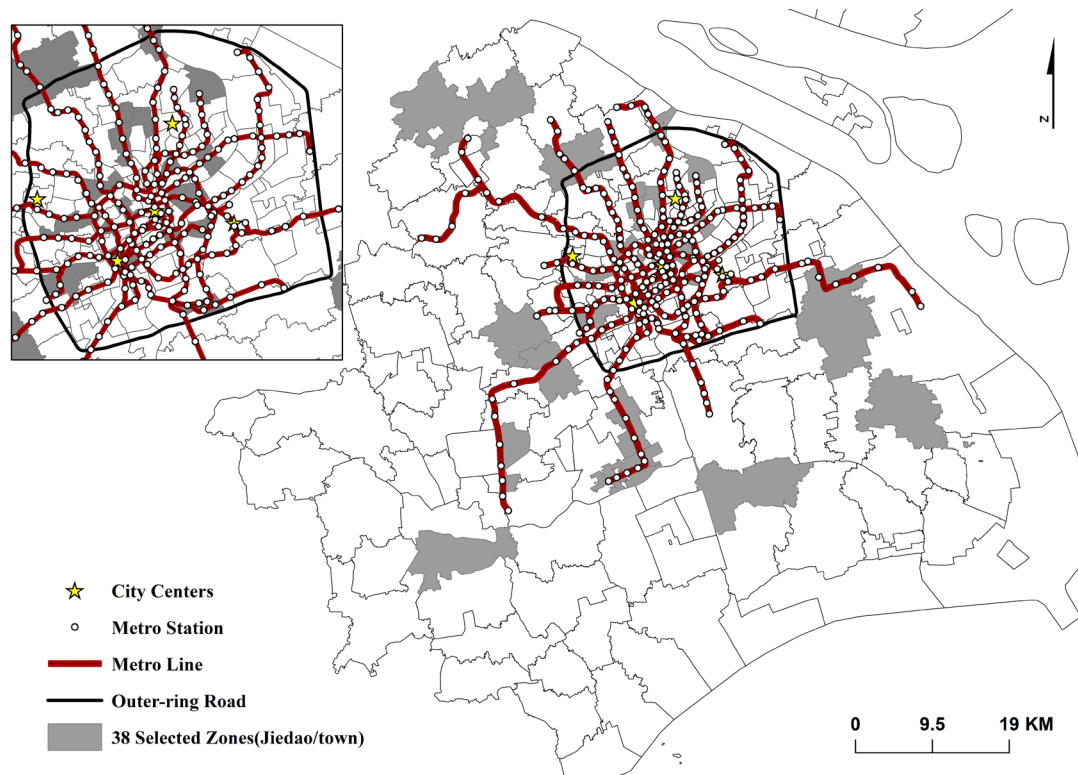 N
City Centers
Metro Station
Metro Line
Outer-ring Road
38 Selected Zones(Jiedao/town)
0 9.5 19 KM